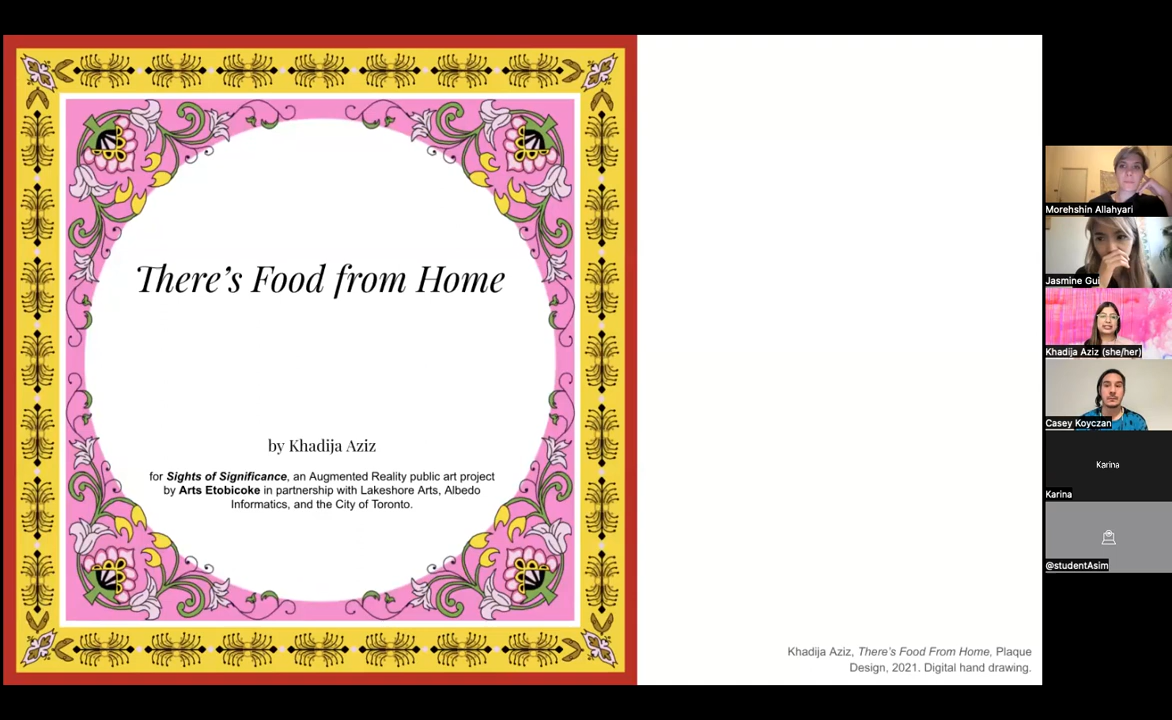 There's Food from Home
by Khadija Aziz
for Sights of Significance, an Augmented Reality public art project
by Arts Etobicoke in partnership with Lakeshore Arts, Albedo
Informatics, and the City of Toronto.
Khadija Aziz, There's Food From Home, Plaque
Design, 2021. Digital hand drawing.
Morehshin Allahyari
Jasmine Gui
Khadija Aziz (she/her)
Casey Koyczan
Karina
Karina
@studentAsim